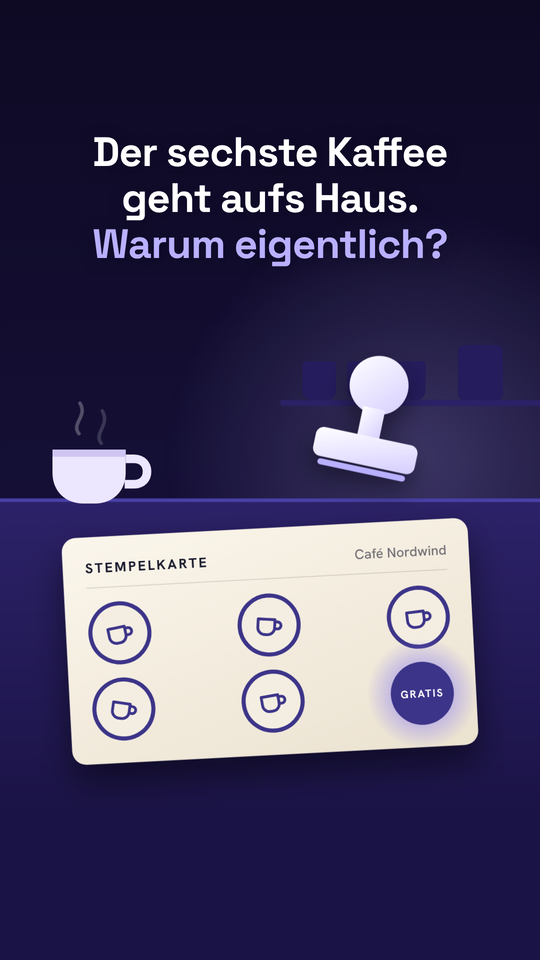 Der sechste Kaffee
geht aufs Haus.
Warum eigentlich?
STEMPELKARTE
Café Nordwind
GRATIS